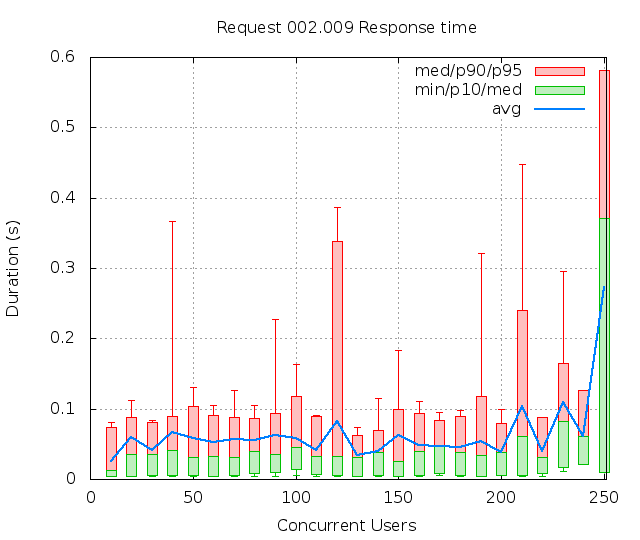 Request 002.009 Response time
0.6
0.5
0.4
0.3
0.2
0.1
0
med/p90/p95
min/p10/med
avg
Duration (s)
0 50 100 150 200 250
Concurrent Users